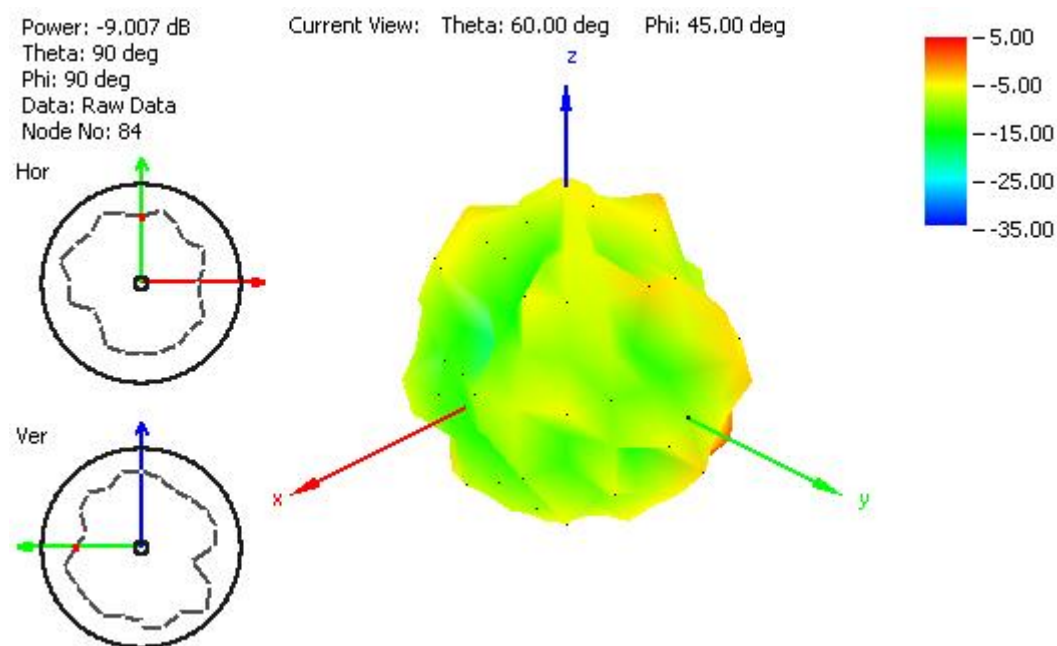 Power: -9.007 dB
Theta: 90 deg
Phi: 90 deg
Data: Raw Data
Node No: 84
Current View: Theta: 60.00 deg Phi: 45.00 deg
Hor
Ver
z
x
y
5.00
-5.00
-15.00
-25.00
-35.00